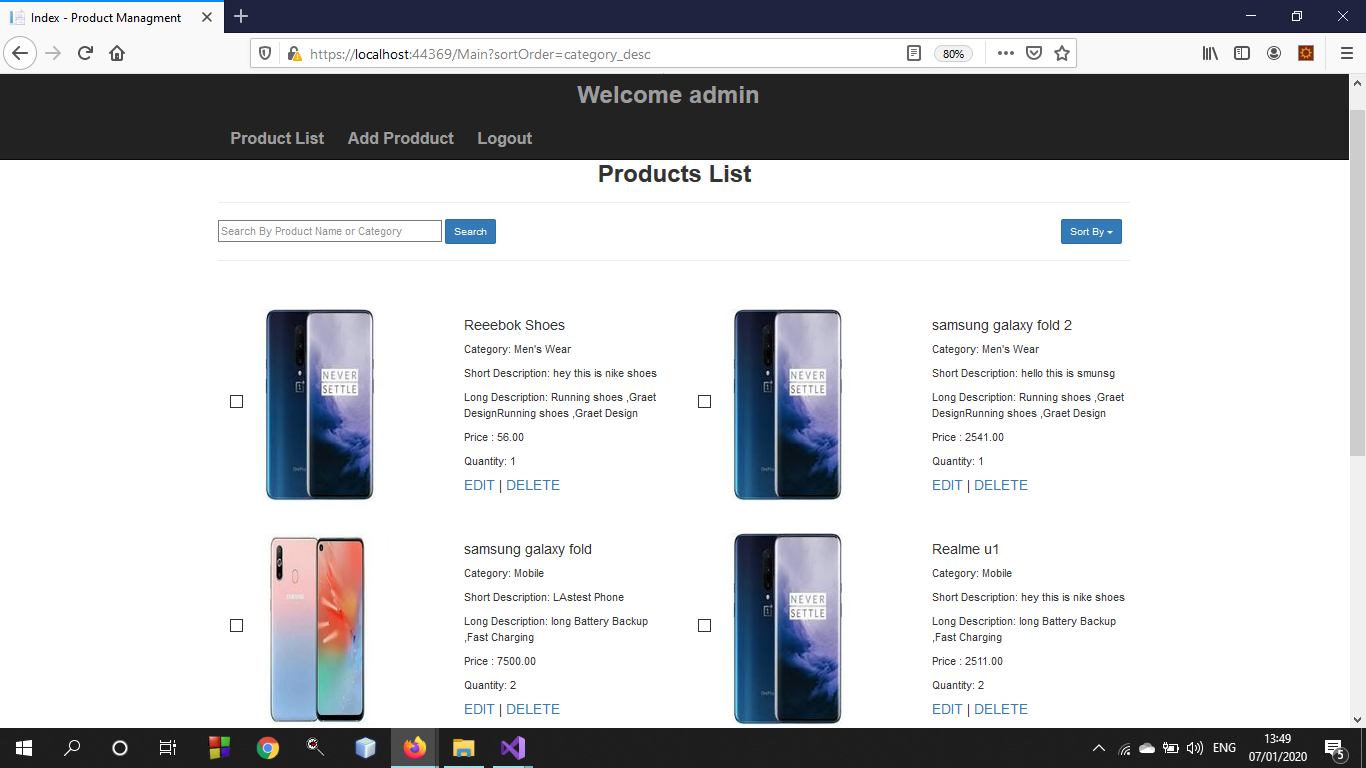 Index - Product Managment
https://localhost:44369/Main?sortOrder=category_desc
80%
Welcome admin
Product List Add Prodduct Logout
Products List
Search By Product Name or Category Search Sort By
NEVER
SETTLE
Reeebok Shoes
Category: Men's Wear
Short Description: hey this is nike shoes
Long Description: Running shoes ,Graet
DesignRunning shoes ,Graet Design
Price : 56.00
Quantity: 1
EDIT | DELETE
NEVER
SETTLE
samsung galaxy fold 2
Category: Men's Wear
Short Description: hello this is smunsg
Long Description: Running shoes ,Graet
DesignRunning shoes ,Graet Design
Price : 2541.00
Quantity: 1
EDIT | DELETE
SAMSUNG
samsung galaxy fold
Category: Mobile
Short Description: LAstest Phone
Long Description: long Battery Backup
,Fast Charging
Price : 7500.00
Quantity: 2
EDIT | DELETE
NEVER
SETTLE
Realme u1
Category: Mobile
Short Description: hey this is nike shoes
Long Description: long Battery Backup
,Fast Charging
Price : 2511.00
Quantity: 2
EDIT | DELETE
ENG
13:49
07/01/2020
5